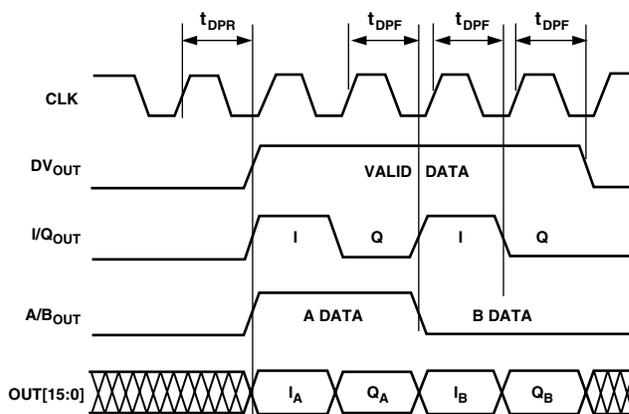 tDPR tDPF tDPF tDPF
CLK
DVOUT VALID DATA
I/QOUT I Q I Q
A/BOUT A DATA B DATA
OUT[15:0] IA QA IB QB